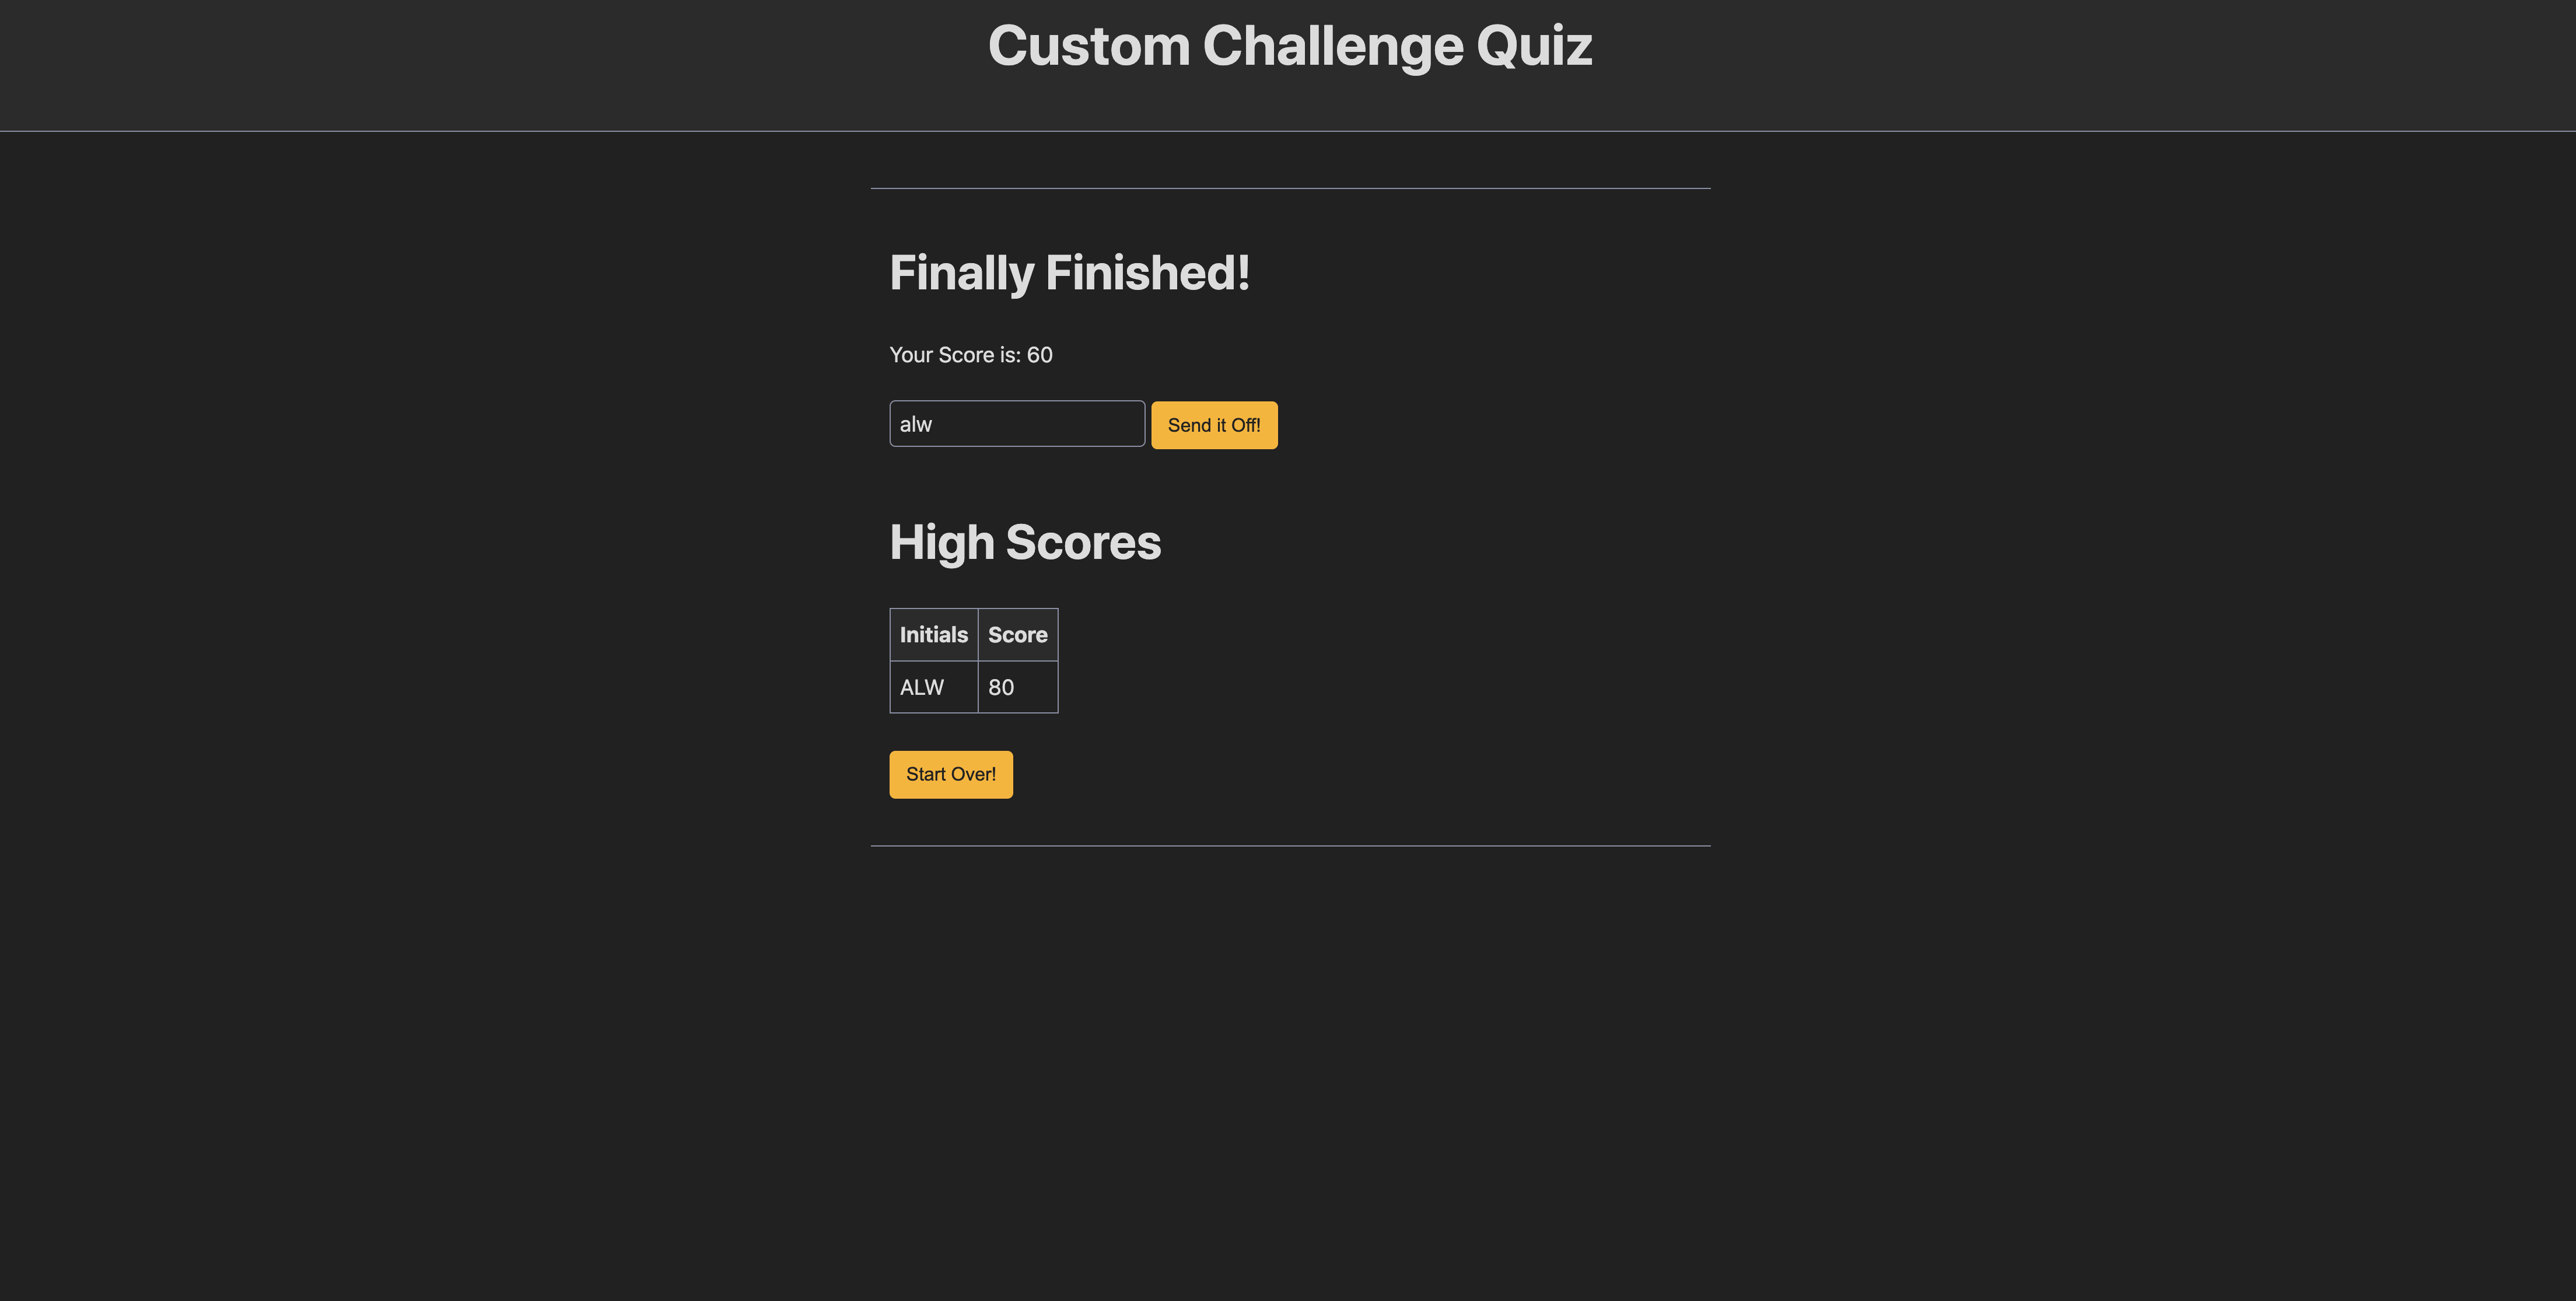 Custom Challenge Quiz
Finally Finished!
Your Score is: 60
alw Send it Off!
High Scores
Initials Score
ALW 80
Start Over!